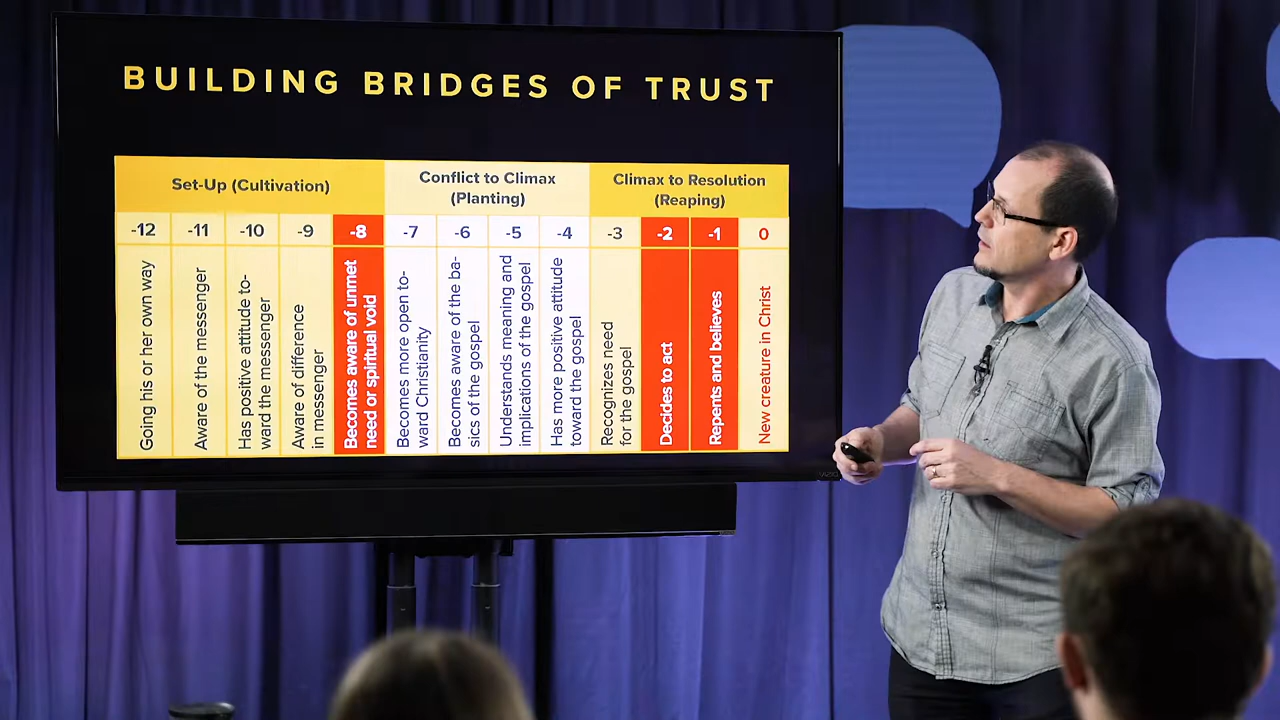 BUILDING BRIDGES OF TRUST
Set-Up (Cultivation)
Conflict to Climax
(Planting)
Climax to Resolution
(Reaping)
-12
-11
-10
-9
-8
-7
-6
-5
-4
-3
-2
-1
0
Going his or her own way
Aware of the messenger
Has positive attitude to-
ward the messenger
Aware of difference
in messenger
Becomes aware of unmet
need or spiritual void
Becomes more open to-
ward Christianity
Becomes aware of the ba-
sics of the gospel
Understands meaning and
implications of the gospel
Has more positive attitude
toward the gospel
Recognizes need
for the gospel
Decides to act
Repents and believes
New creature in Christ